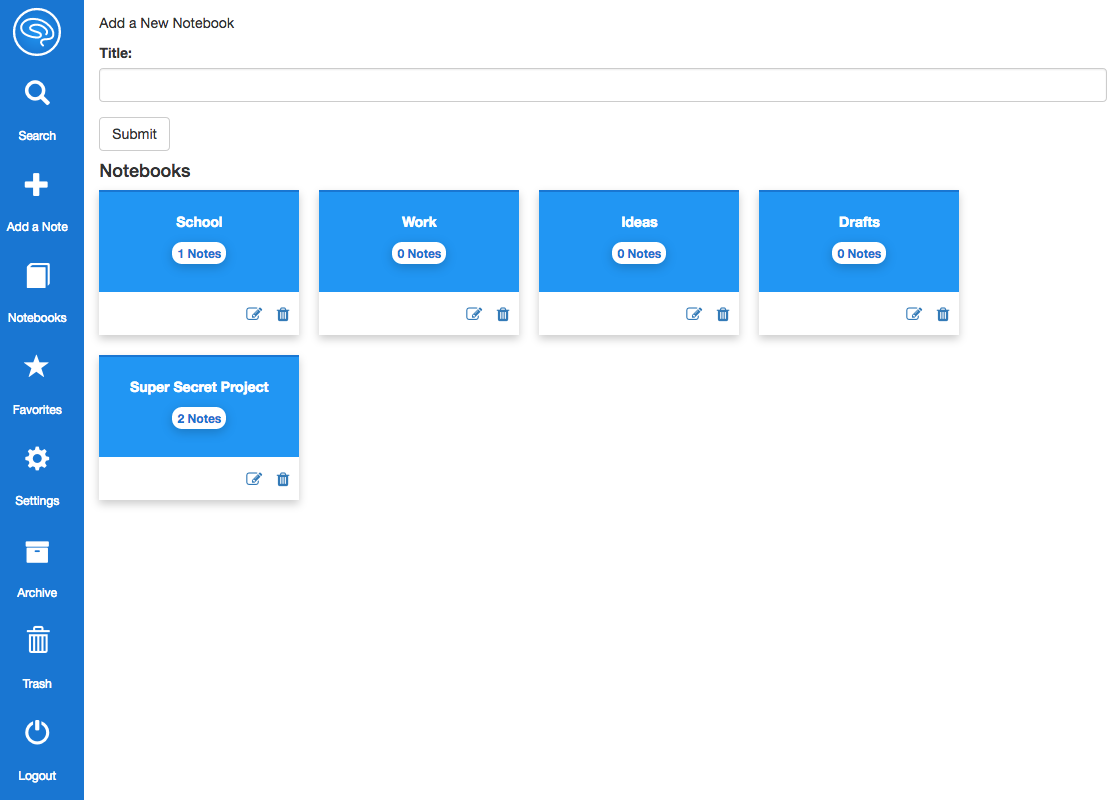 Add a New Notebook
Title:
Submit
Notebooks
School
1 Notes
Work
0 Notes
Ideas
0 Notes
Drafts
0 Notes
Super Secret Project
2 Notes
Search
Add a Note
Notebooks
Favorites
Settings
Archive
Trash
Logout